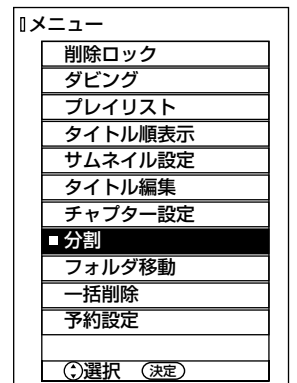 メニュー
削除ロック
ダビング
プレイリスト
タイトル順表示
サムネイル設定
タイトル編集
チャプター設定
分割
フォルダ移動
一括削除
予約設定
選択 決定